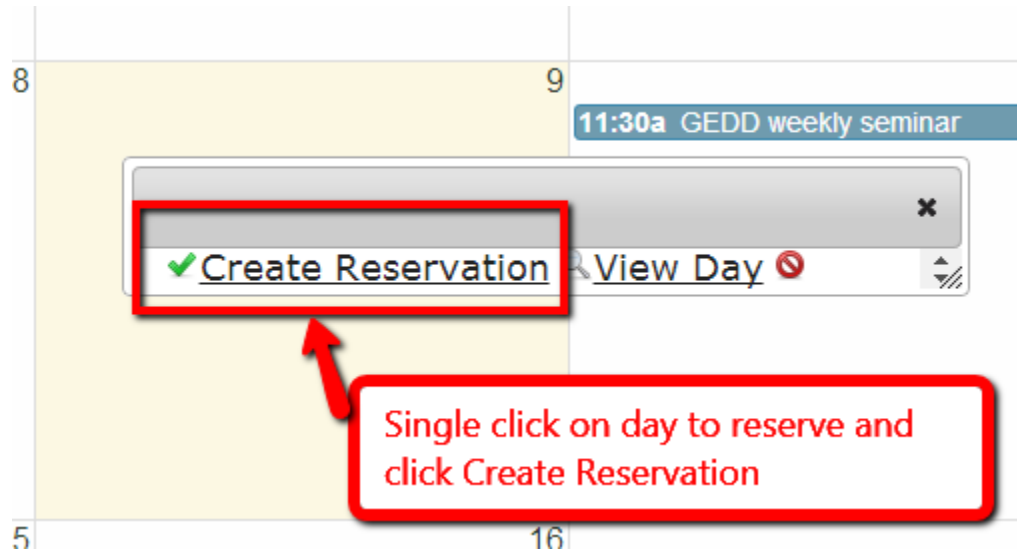 8
9
11:30a GEDD weekly seminar
Create Reservation View Day
Single click on day to reserve and
click Create Reservation
5
16